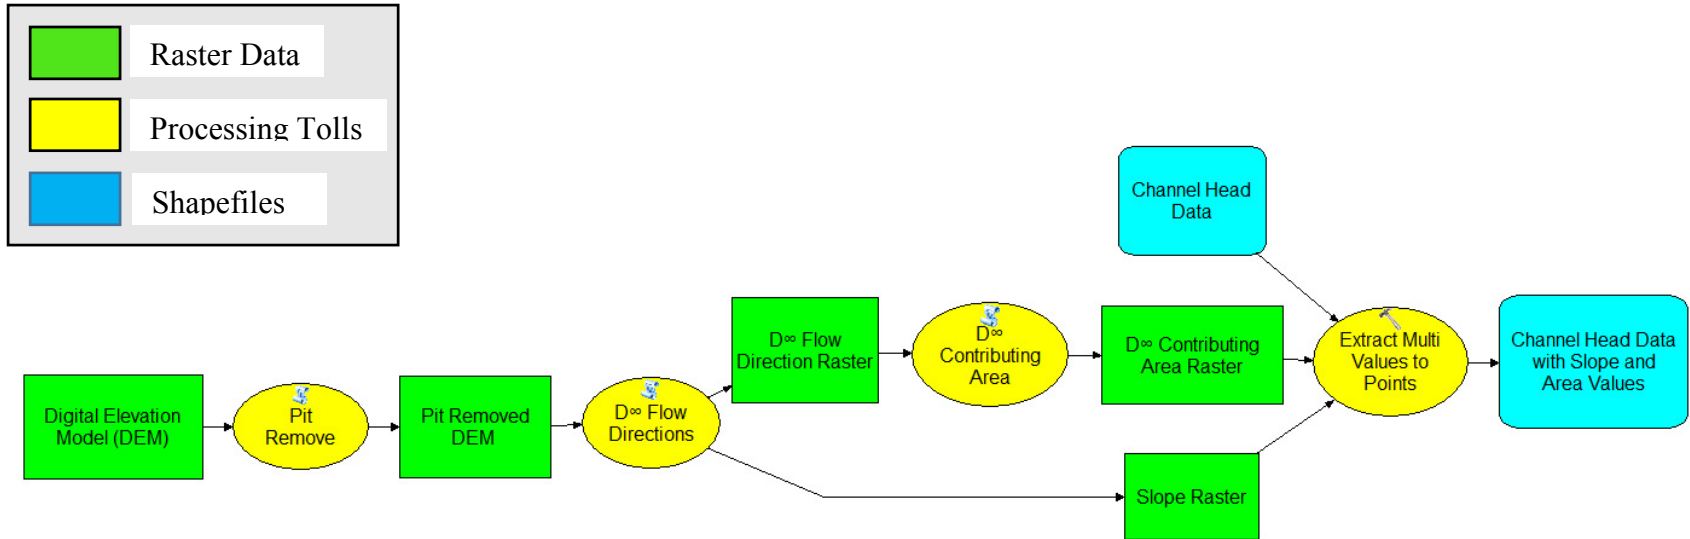 Raster Data
Processing Tolls
Shapefiles
Channel Head
Data
Digital Elevation
Model (DEM)
Pit
Remove
Pit Removed
DEM
D∞ Flow
Directions
D∞ Flow
Direction Raster
D∞
Contributing
Area
D∞ Contributing
Area Raster
Slope Raster
Extract Multi
Values to
Points
Channel Head Data
with Slope and
Area Values